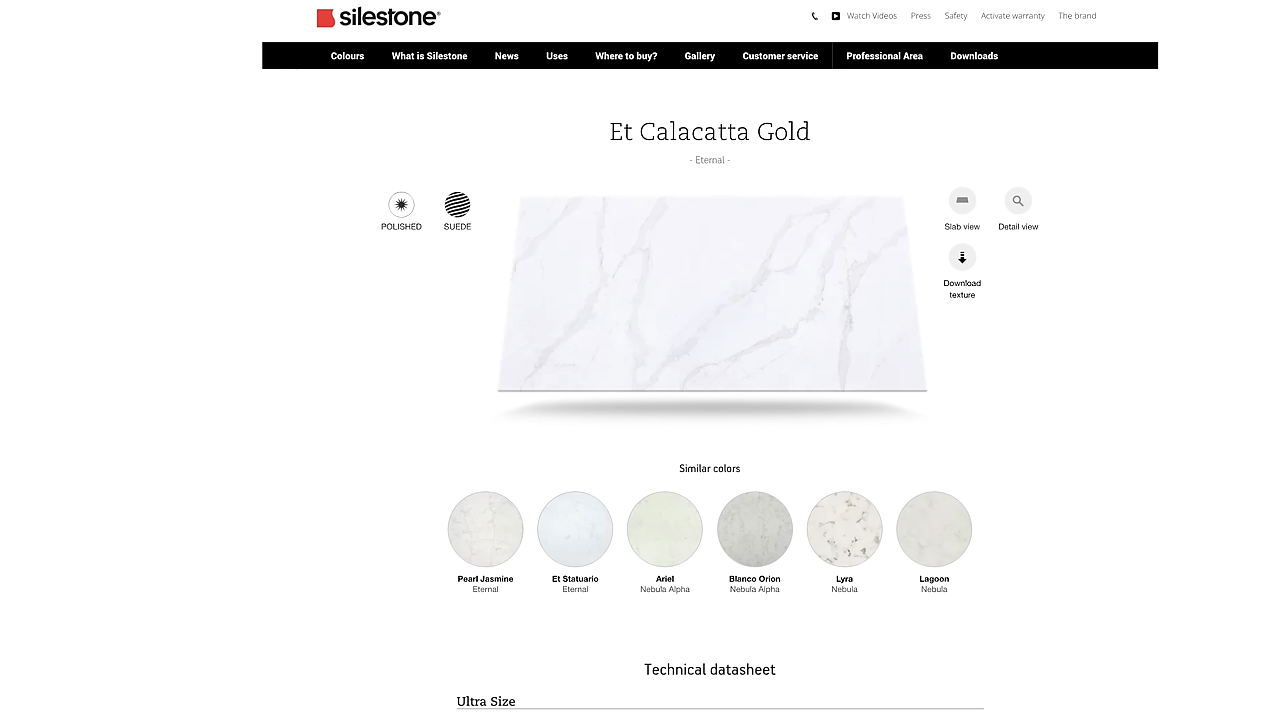 silestone®
Watch Videos Press Safety Activate warranty The brand
Colours What is Silestone News Uses Where to buy? Gallery Customer service Professional Area Downloads
Et Calacatta Gold
- Eternal -
POLISHED SUEDE
Slab view Detail view
Download
texture
Similar colors
Pearl Jasmine Et Statuario Ariel Blanco Orion Lyra Lagoon
Eternal Eternal Nebula Alpha Nebula Alpha Nebula Nebula
Technical datasheet
Ultra Size